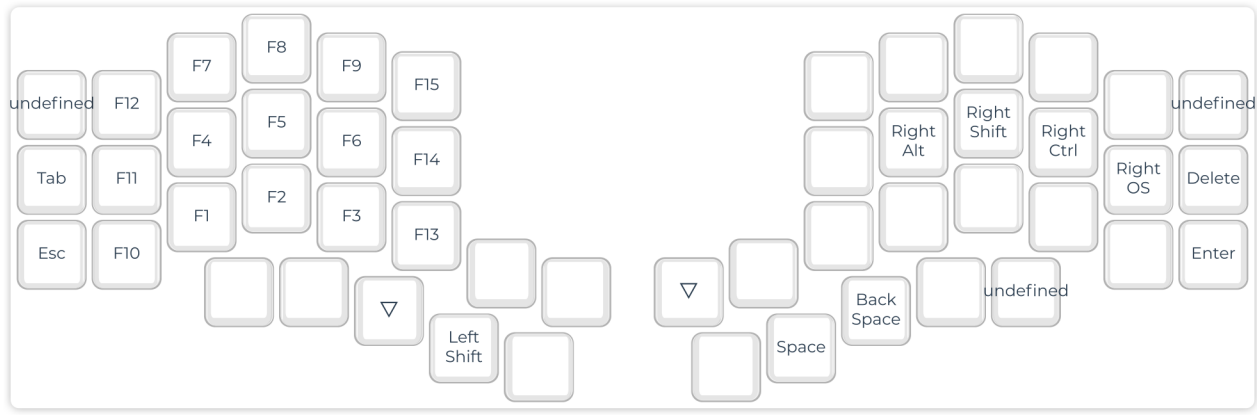 undefined
F12
F7
F8
F9
F15
undefined
Tab
F11
F4
F5
F6
F14
Right
Alt
Right
Shift
Right
Ctrl
Right
OS
Delete
Esc
F10
F1
F2
F3
F13
Enter
▽
Left
Shift
▽
Space
Back
Space
undefined